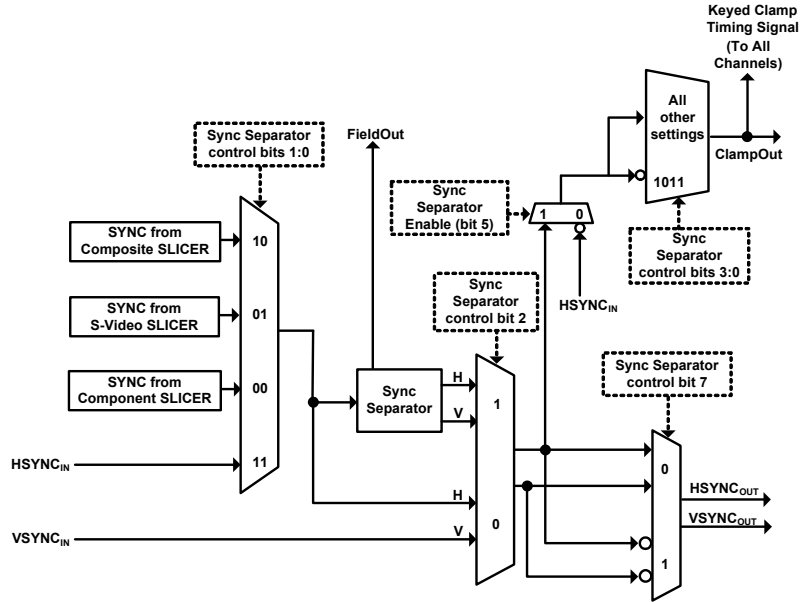 Keyed Clamp
Timing Signal
(To All
Channels)
All
other
settings
1011
ClampOut
Sync Separator
control bits 1:0
FieldOut
Sync
Separator
Enable (bit 5)
1 0
HSYNCIN
Sync
Separator
control bits 3:0
SYNC from
Composite SLICER
10
SYNC from
S-Video SLICER
01
SYNC from
Component SLICER
00
HSYNCIN
11
VSYNCIN
Sync
Separator
control bit 2
Sync
Separator
H
V
1
H
V
0
Sync Separator
control bit 7
0
1
HSYNCOUT
VSYNCOUT